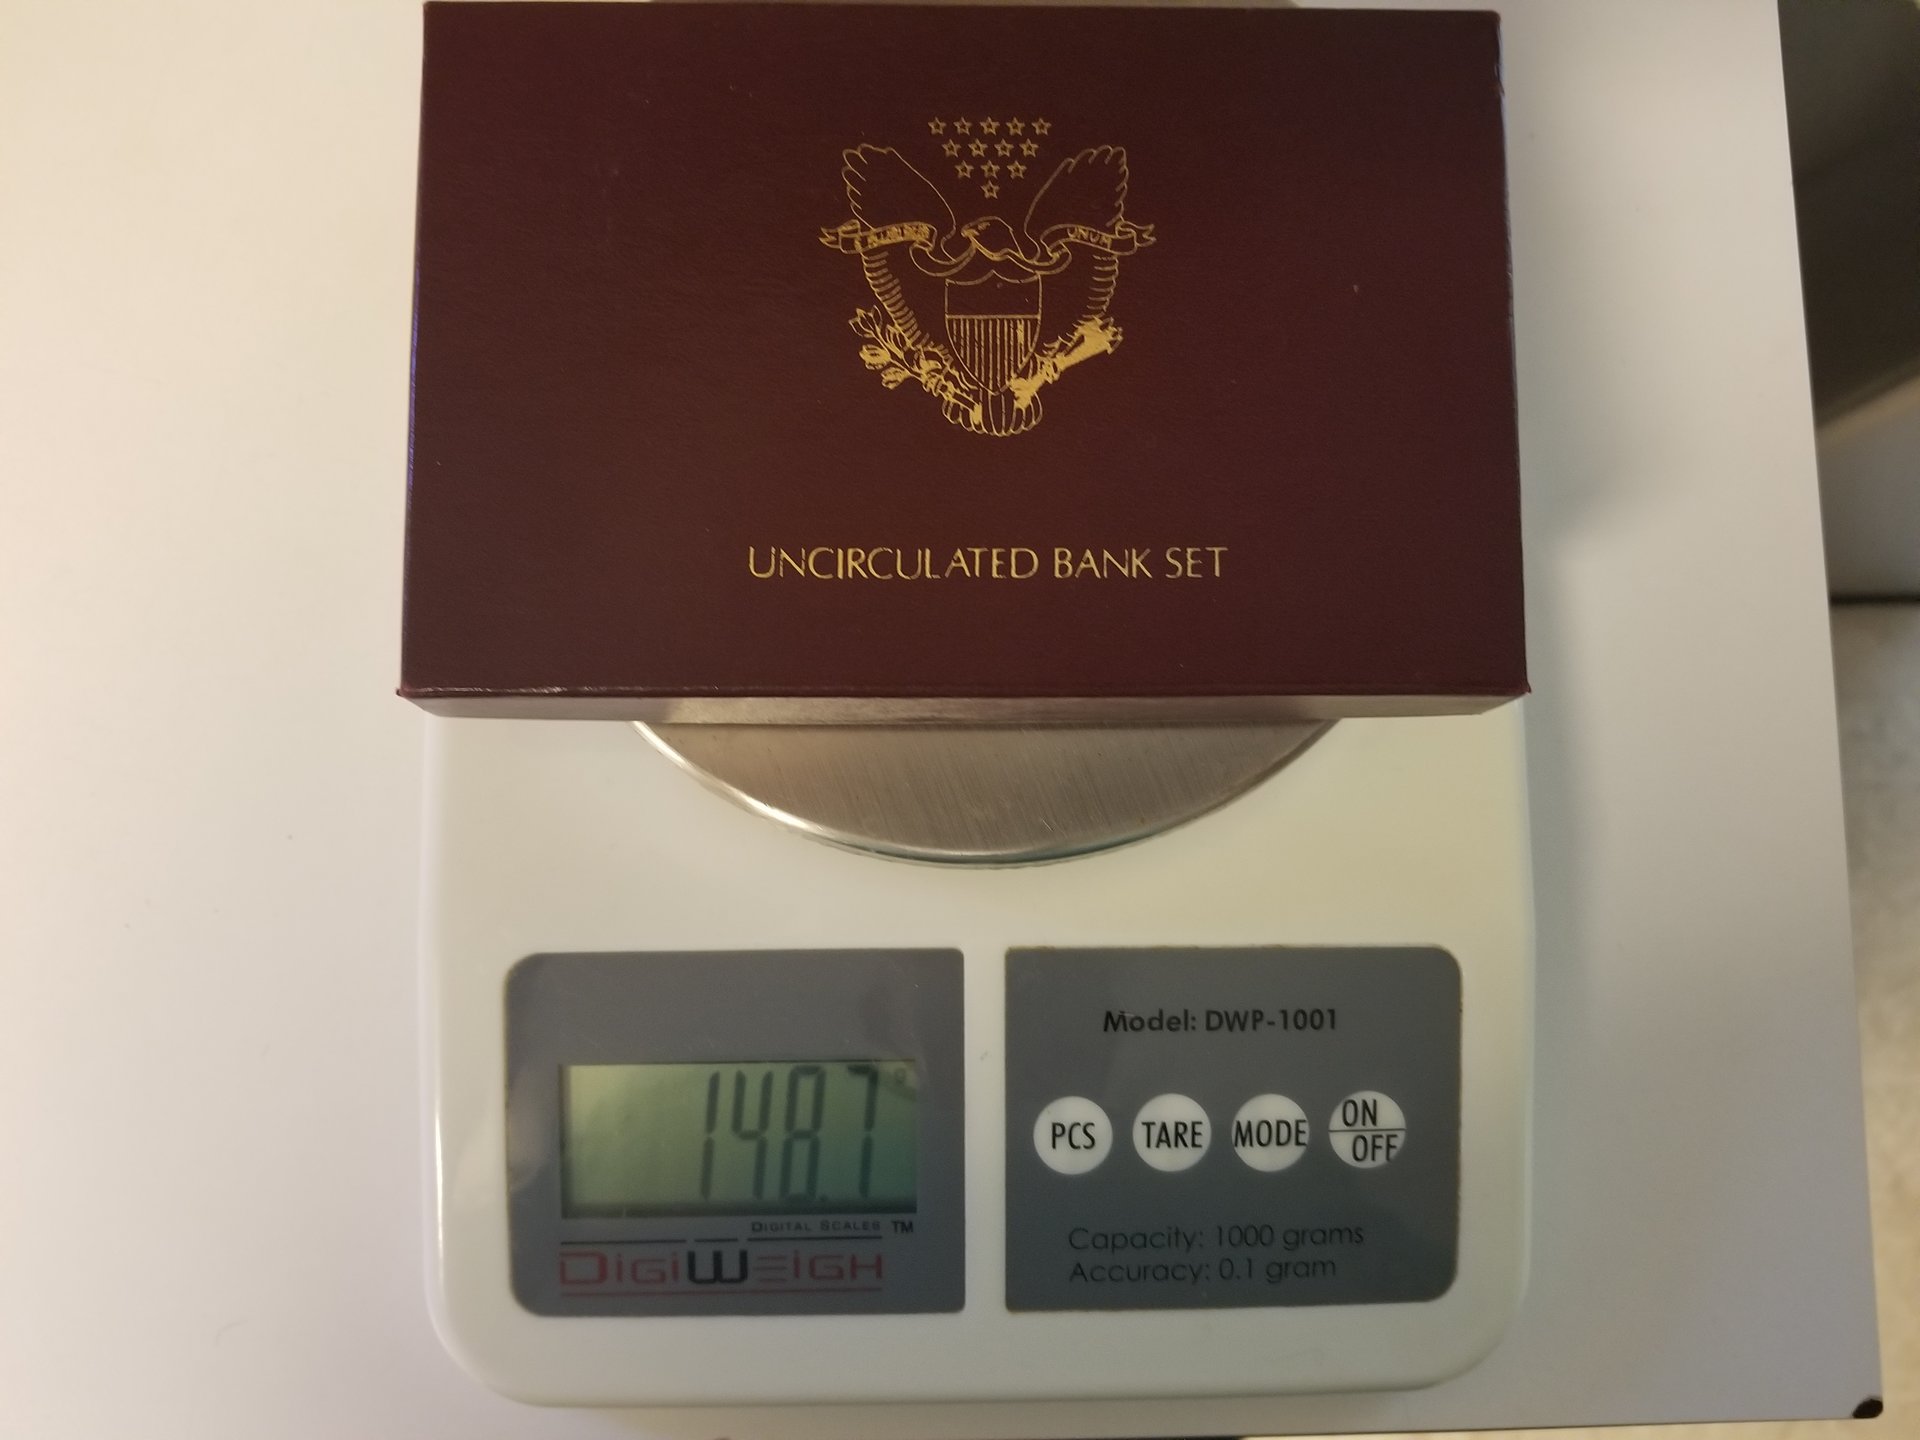 UNUM
UNCIRCULATED BANK SET
148.7 g
DIGITAL SCALES ™
DIGIWEIGH
Model: DWP-1001
PCS
TARE
MODE
ON
OFF
Capacity: 1000 grams
Accuracy: 0.1 gram